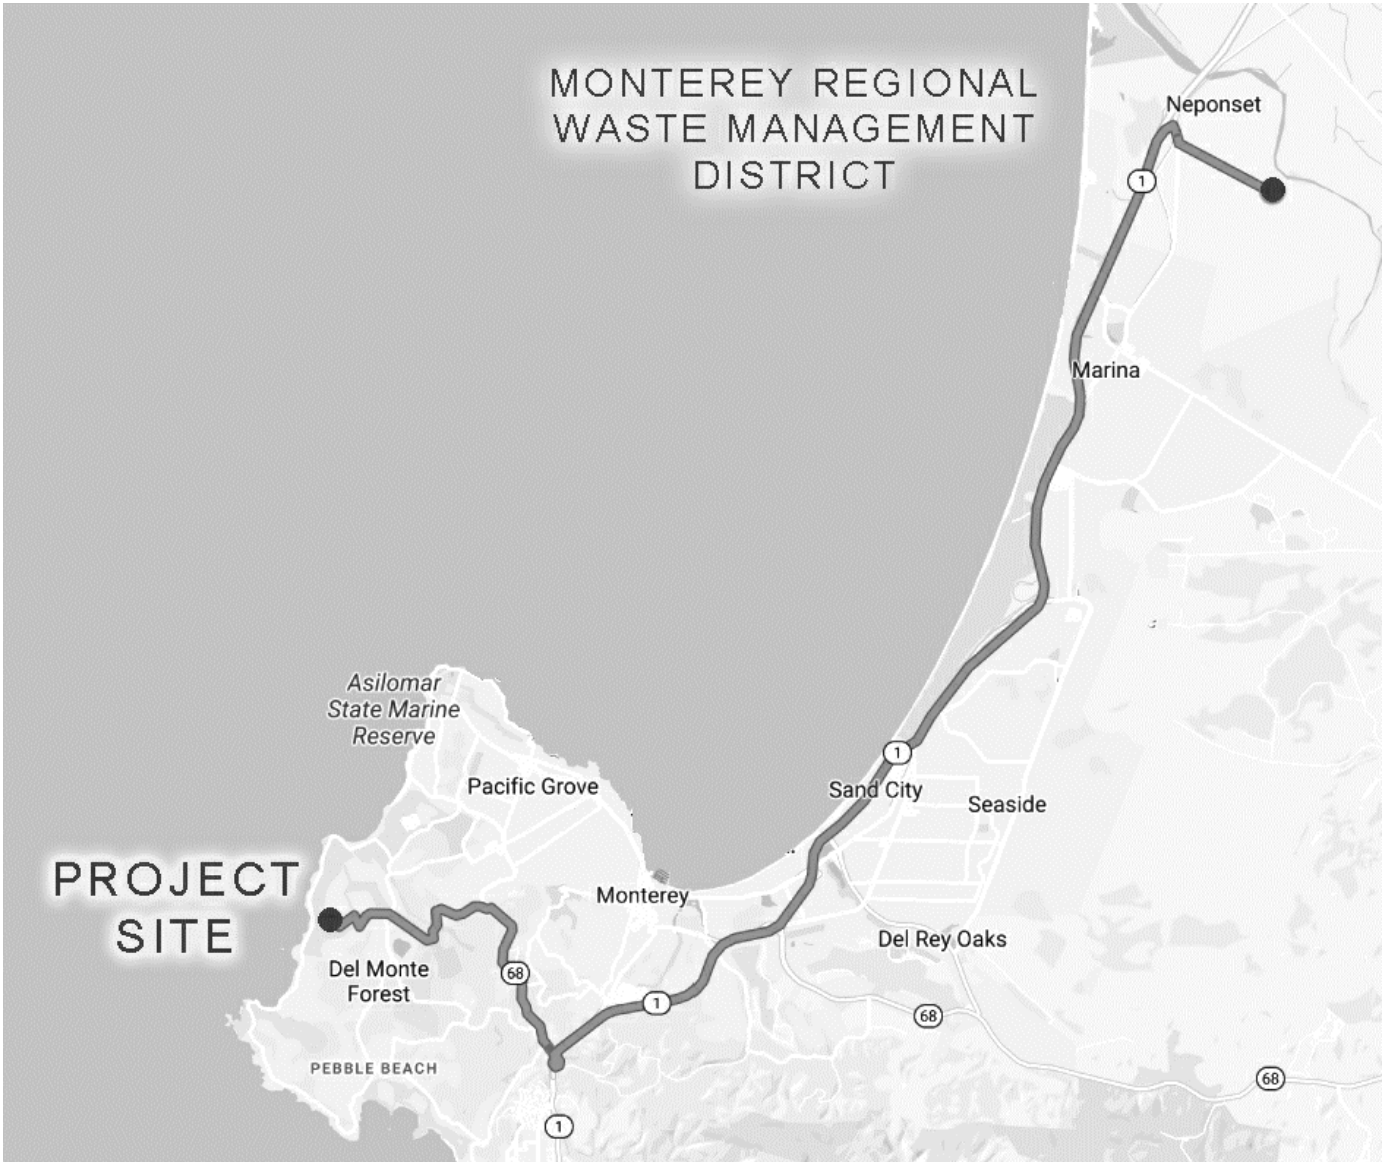 MONTEREY REGIONAL
WASTE MANAGEMENT
DISTRICT
Neponset
1
Marina
Asilomar
State Marine
Reserve
1
Pacific Grove
Sand City
Seaside
PROJECT
SITE
Monterey
Del Rey Oaks
Del Monte
Forest
68
1
68
PEBBLE BEACH
68
1